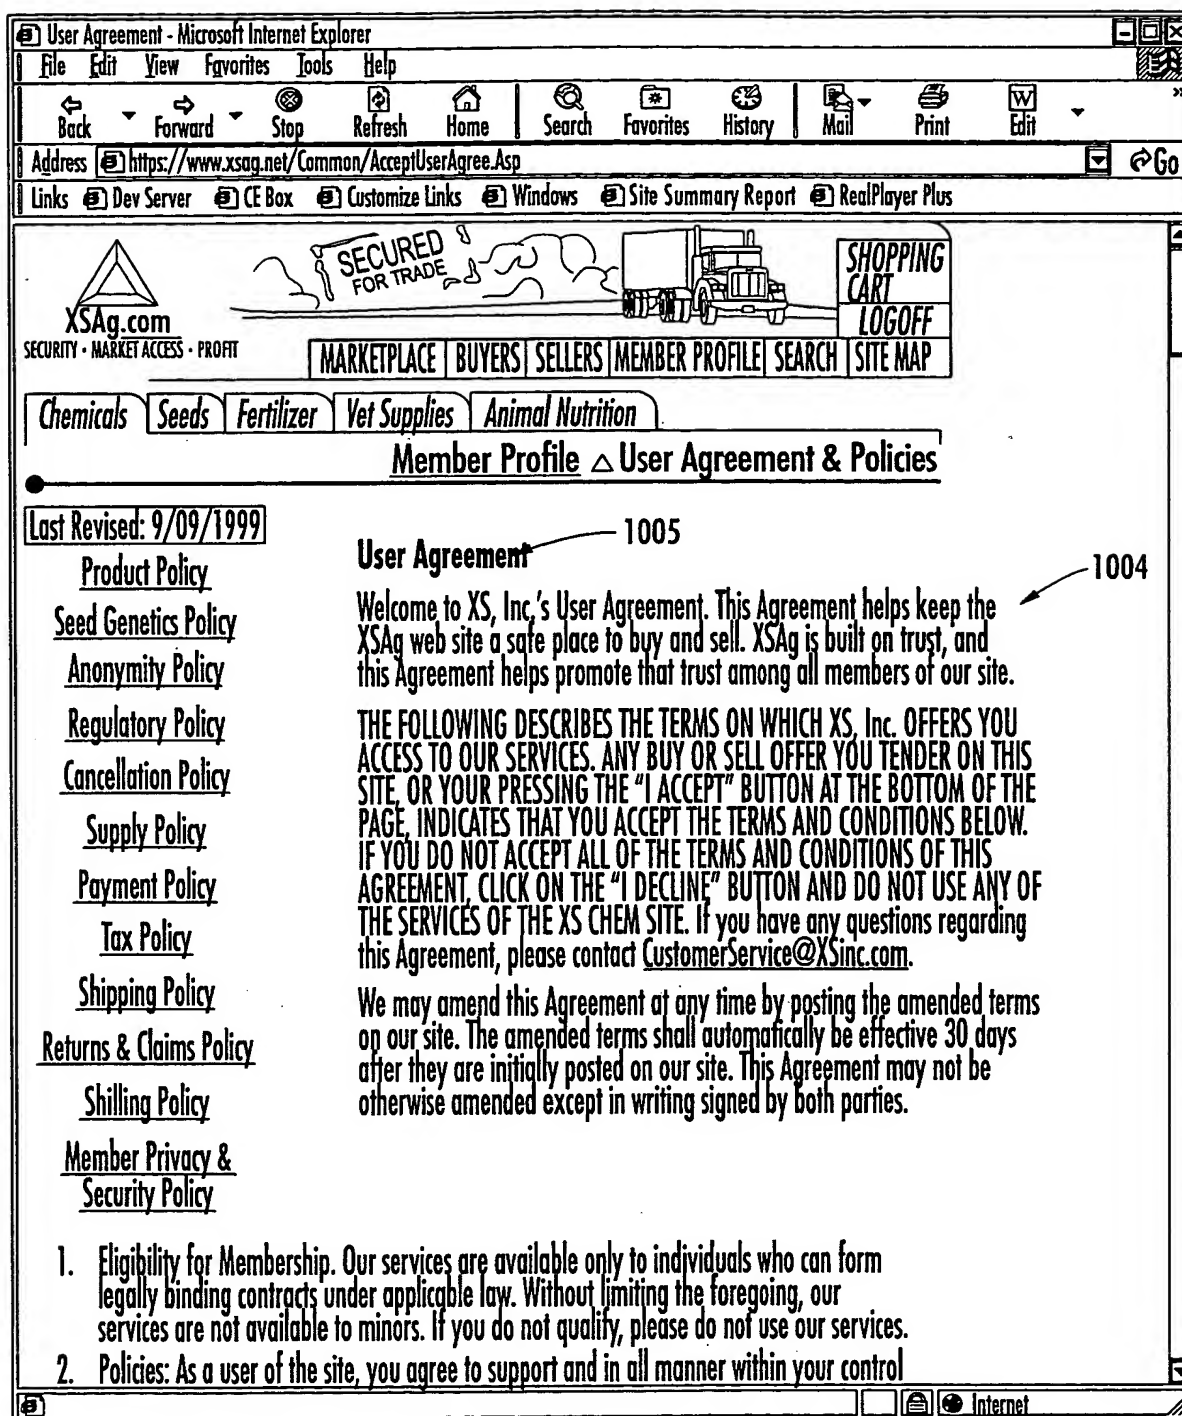 User Agreement - Microsoft Internet Explorer
File Edit View Favorites Tools Help
Back Forward Stop Refresh Home Search Favorites History Mail Print Edit
Address https://www.xsag.net/Common/AcceptUserAgree.Asp Go
Links Dev Server CE Box Customize Links Windows Site Summary Report RealPlayer Plus
SECURED
FOR TRADE
SHOPPING
CART
LOGOFF
XSAg.com
SECURITY · MARKET ACCESS · PROFIT
MARKETPLACE BUYERS SELLERS MEMBER PROFILE SEARCH SITE MAP
Chemicals Seeds Fertilizer Vet Supplies Animal Nutrition
Member Profile △ User Agreement & Policies
Last Revised: 9/09/1999
Product Policy
Seed Genetics Policy
Anonymity Policy
Regulatory Policy
Cancellation Policy
Supply Policy
Payment Policy
Tax Policy
Shipping Policy
Returns & Claims Policy
Shilling Policy
Member Privacy &
Security Policy
User Agreement
1005
1004
Welcome to XS, Inc,'s User Agreement. This Agreement helps keep the
XSAg web site a safe place to buy and sell. XSAg is built on trust, and
this Agreement helps promote that trust among all members of our site.
THE FOLLOWING DESCRIBES THE TERMS ON WHICH XS, Inc. OFFERS YOU
ACCESS TO OUR SERVICES. ANY BUY OR SELL OFFER YOU TENDER ON THIS
SITE, OR YOUR PRESSING THE "I ACCEPT" BUTTON AT THE BOTTOM OF THE
PAGE, INDICATES THAT YOU ACCEPT THE TERMS AND CONDITIONS BELOW.
IF YOU DO NOT ACCEPT ALL OF THE TERMS AND CONDITIONS OF THIS
AGREEMENT, CLICK ON THE "I DECLINE" BUTTON AND DO NOT USE ANY OF
THE SERVICES OF THE XS CHEM SITE. If you have any questions regarding
this Agreement, please contact CustomerService@XSinc.com.
We may amend this Agreement at any time by posting the amended terms
on our site. The amended terms shall automatically be effective 30 days
after they are initially posted on our site. This Agreement may not be
otherwise amended except in writing signed by both parties.
1. Eligibility for Membership. Our services are available only to individuals who can form
legally binding contracts under applicable law. Without limiting the foregoing, our
services are not available to minors. If you do not qualify, please do not use our services.
2. Policies: As a user of the site, you agree to support and in all manner within your control
Internet